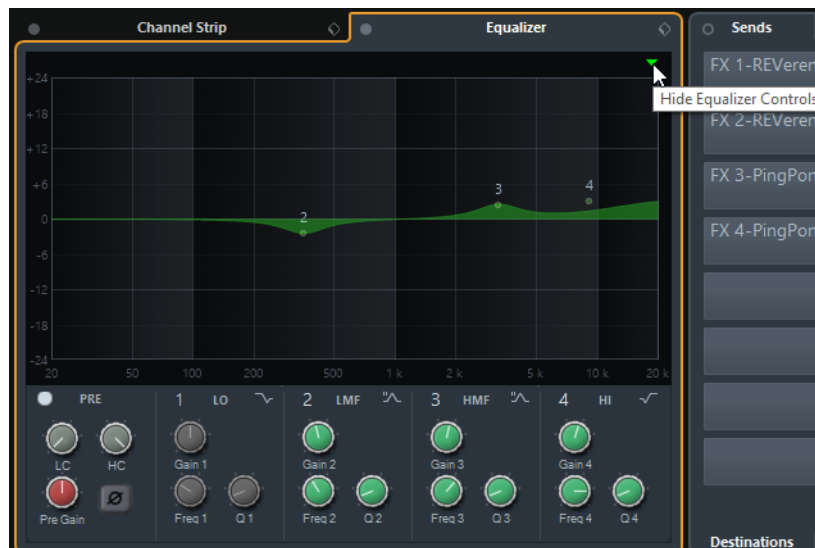 Channel Strip
Equalizer
Sends
Hide Equalizer Controls
FX 1-REVeren
FX 2-REVeren
FX 3-PingPon
FX 4-PingPon
+24
+18
+12
+6
0
-6
-12
-18
-24
2
3
4
20 50 100 200 500 1 k 2 k 5 k 10 k 20 k
PRE 1 LO 2 LMF 3 HMF 4 HI
LC HC Gain 1 Gain 2 Gain 3 Gain 4
Pre Gain Ø Freq 1 Q 1 Freq 2 Q 2 Freq 3 Q 3 Freq 4 Q 4
Destinations